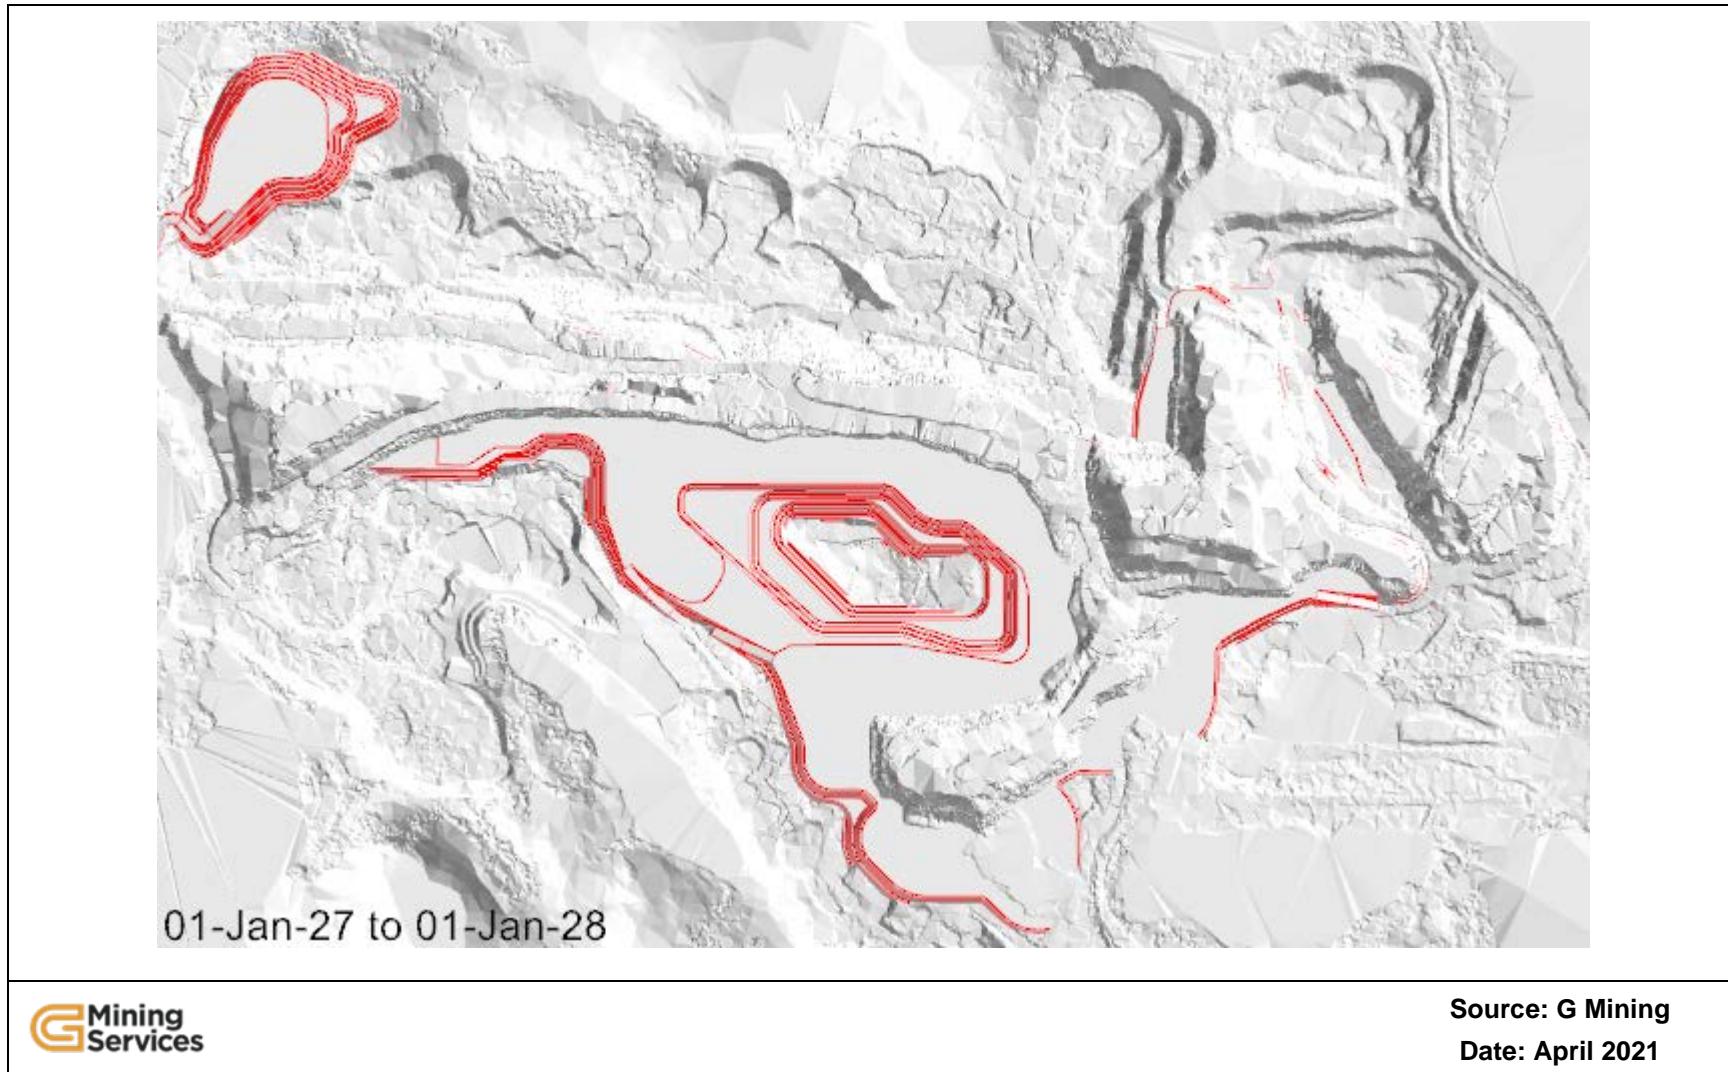 01-Jan-27 to 01-Jan-28
Mining
Services
Source: G Mining
Date: April 2021